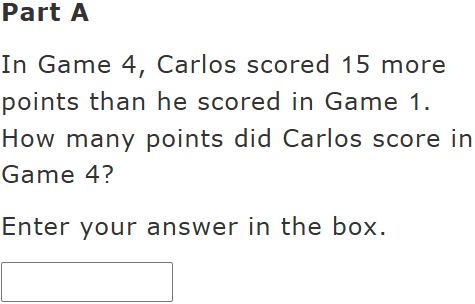 Part A
In Game 4, Carlos scored 15 more
points than he scored in Game 1.
How many points did Carlos score in
Game 4?
Enter your answer in the box.